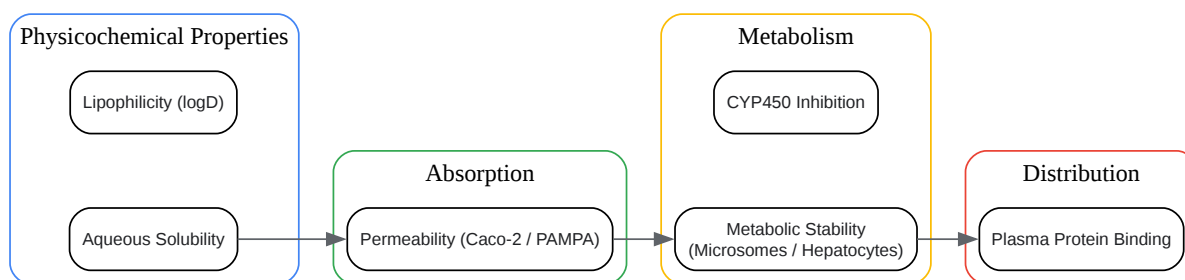 Physicochemical Properties
Lipophilicity (logD)
Aqueous Solubility
Absorption
Permeability (Caco-2 / PAMPA)
Metabolism
CYP450 Inhibition
Metabolic Stability
(Microsomes / Hepatocytes)
Distribution
Plasma Protein Binding